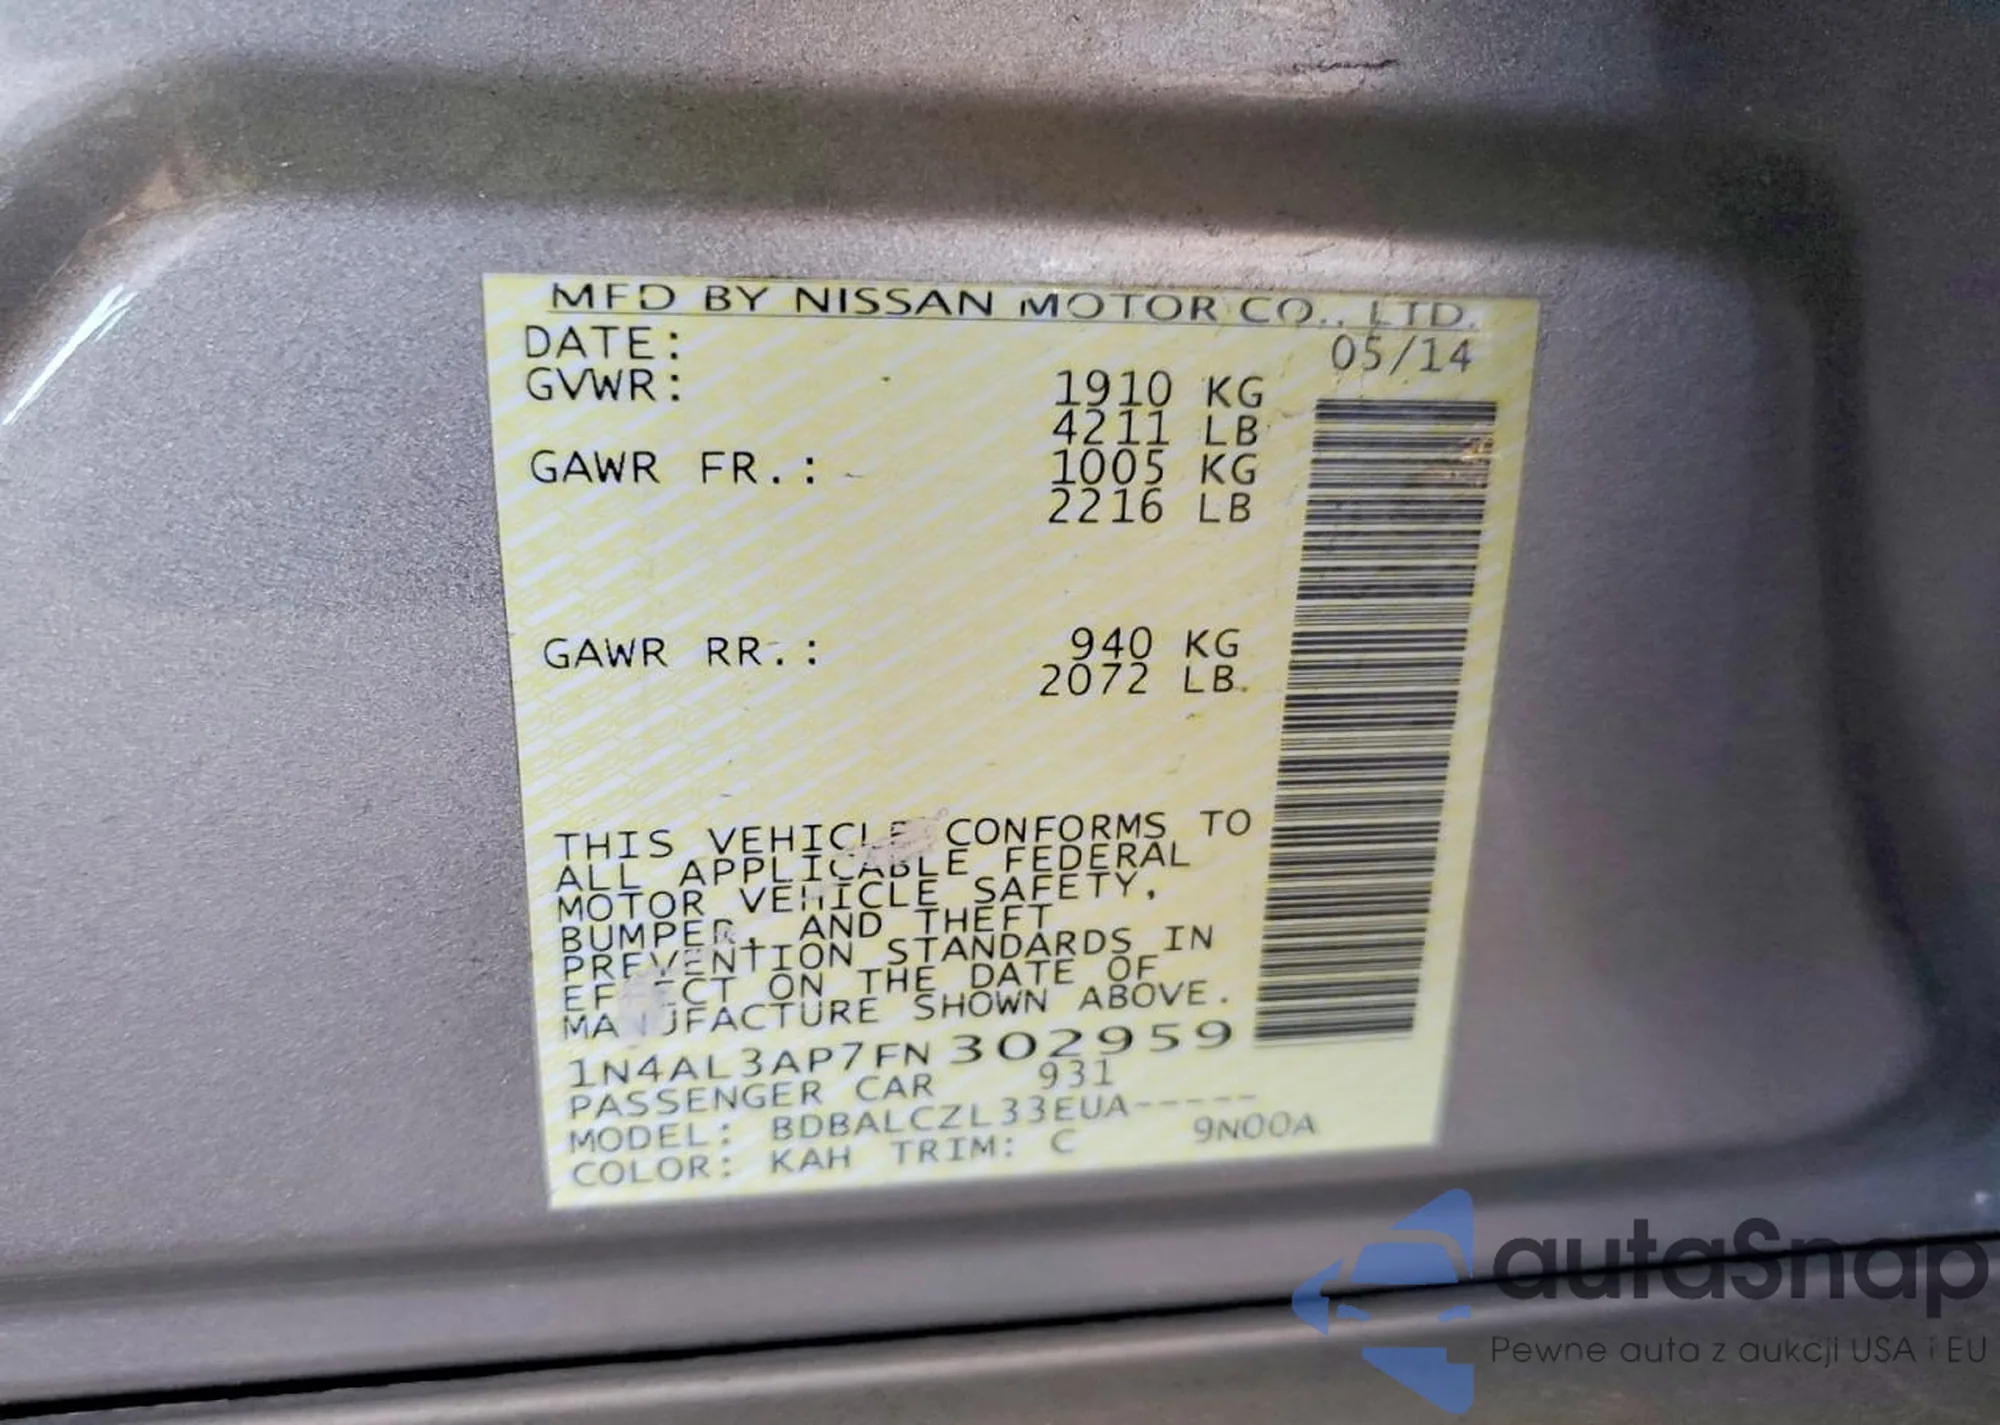 MFD BY NISSAN MOTOR CO., LTD.
DATE: 05/14
GVWR: 1910 KG
4211 LB
GAWR FR.: 1005 KG
2216 LB
GAWR RR.: 940 KG
2072 LB
THIS VEHICLE CONFORMS TO
ALL APPLICABLE FEDERAL
MOTOR VEHICLE SAFETY,
BUMPER, AND THEFT
PREVENTION STANDARDS IN
EFFECT ON THE DATE OF
MANUFACTURE SHOWN ABOVE.
1N4AL3AP7FN302959
PASSENGER CAR 931
MODEL: BDBALCZL33EUA-----
COLOR: KAH TRIM: C 9N00A
autaSnap
Pewne auta z aukcji USA i EU